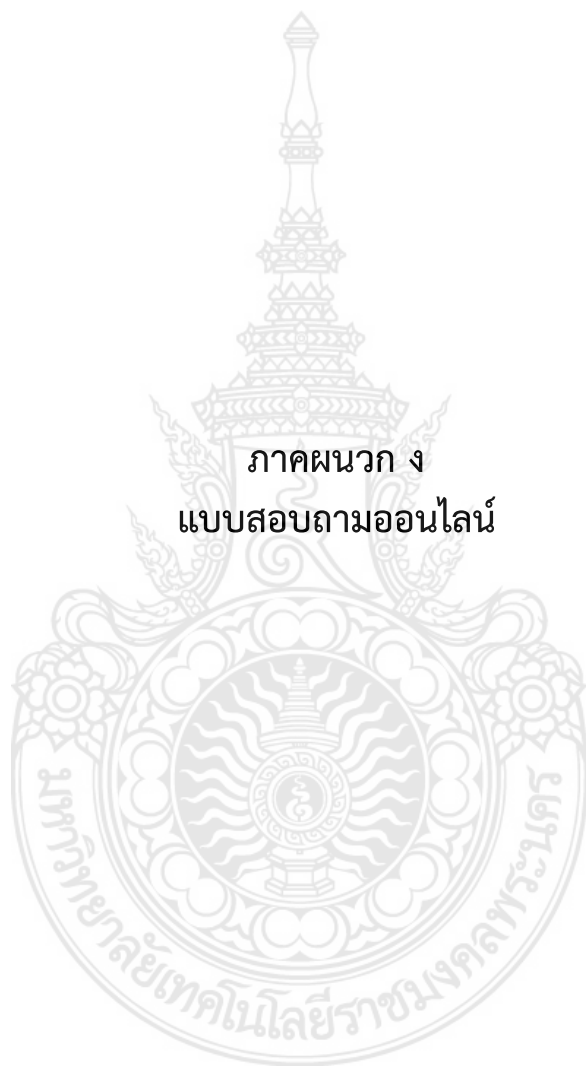 ภาคผนวก ง
แบบสอบถามออนไลน์
มหาวิทยาลัยเทคโนโลยีราชมงคลพระนคร